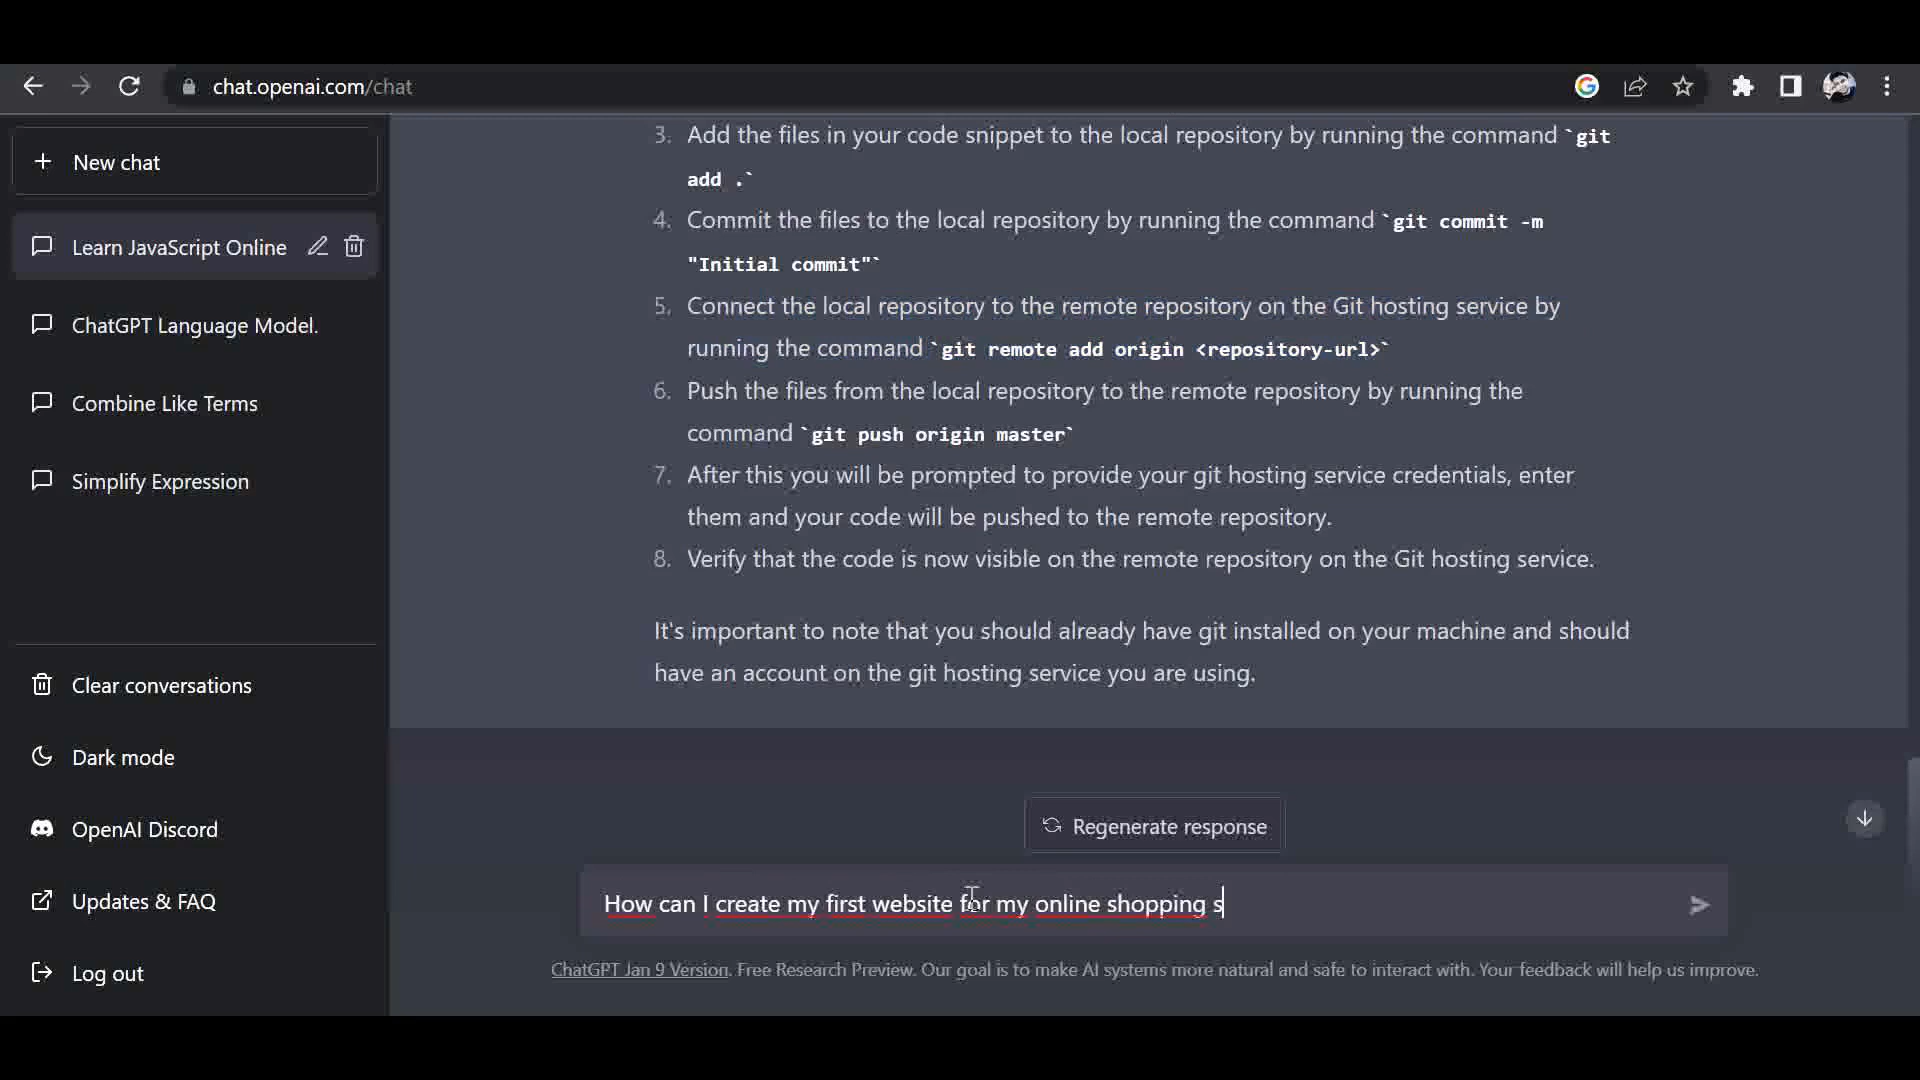 chat.openai.com/chat
New chat
Learn JavaScript Online
ChatGPT Language Model.
Combine Like Terms
Simplify Expression
Clear conversations
Dark mode
OpenAI Discord
Updates & FAQ
Log out
3. Add the files in your code snippet to the local repository by running the command `git
add .`
4. Commit the files to the local repository by running the command `git commit -m
"Initial commit"`
5. Connect the local repository to the remote repository on the Git hosting service by
running the command `git remote add origin <repository-url>`
6. Push the files from the local repository to the remote repository by running the
command `git push origin master`
7. After this you will be prompted to provide your git hosting service credentials, enter
them and your code will be pushed to the remote repository.
8. Verify that the code is now visible on the remote repository on the Git hosting service.
It's important to note that you should already have git installed on your machine and should
have an account on the git hosting service you are using.
Regenerate response
How can I create my first website for my online shopping s
ChatGPT Jan 9 Version. Free Research Preview. Our goal is to make AI systems more natural and safe to interact with. Your feedback will help us improve.